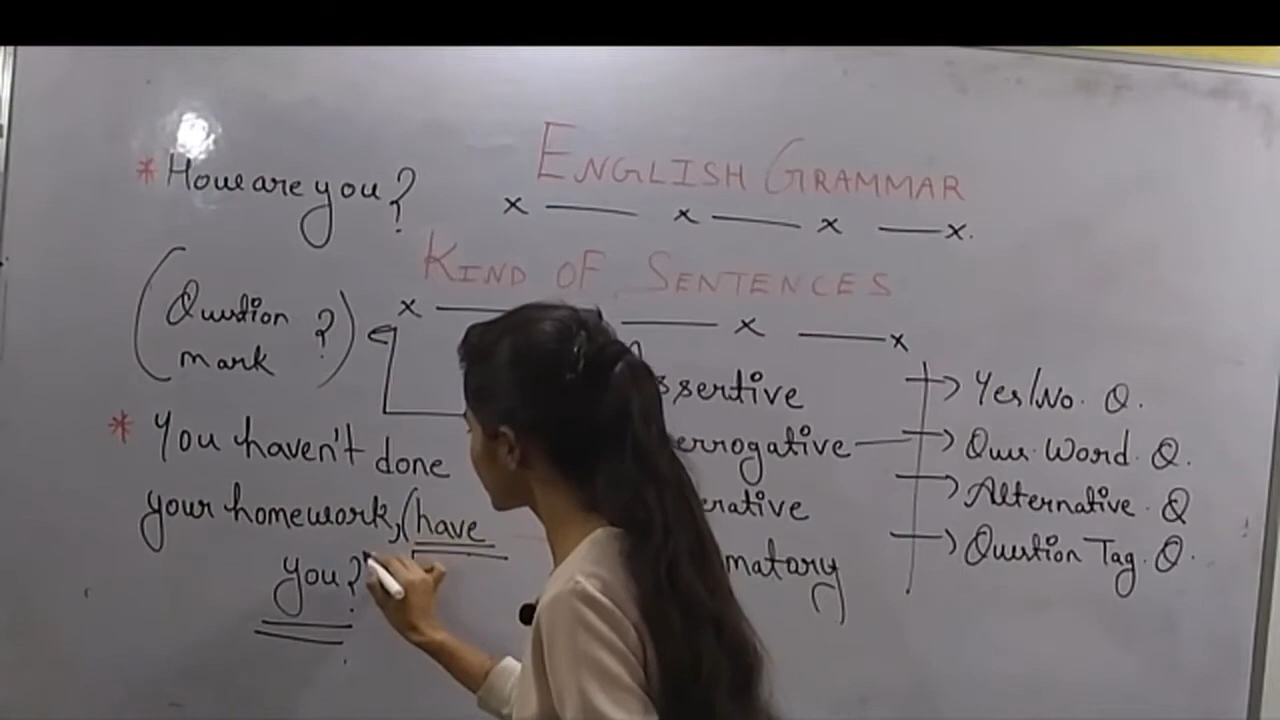 ENGLISH GRAMMAR
* How are you?
KIND OF SENTENCES
(Question
mark ?)
* You haven't done
your homework, (have
you?
ssertive
errogative
erative
matary
Yes/No. Q.
Ques Word. Q.
Alternative. Q
Question Tag. Q.